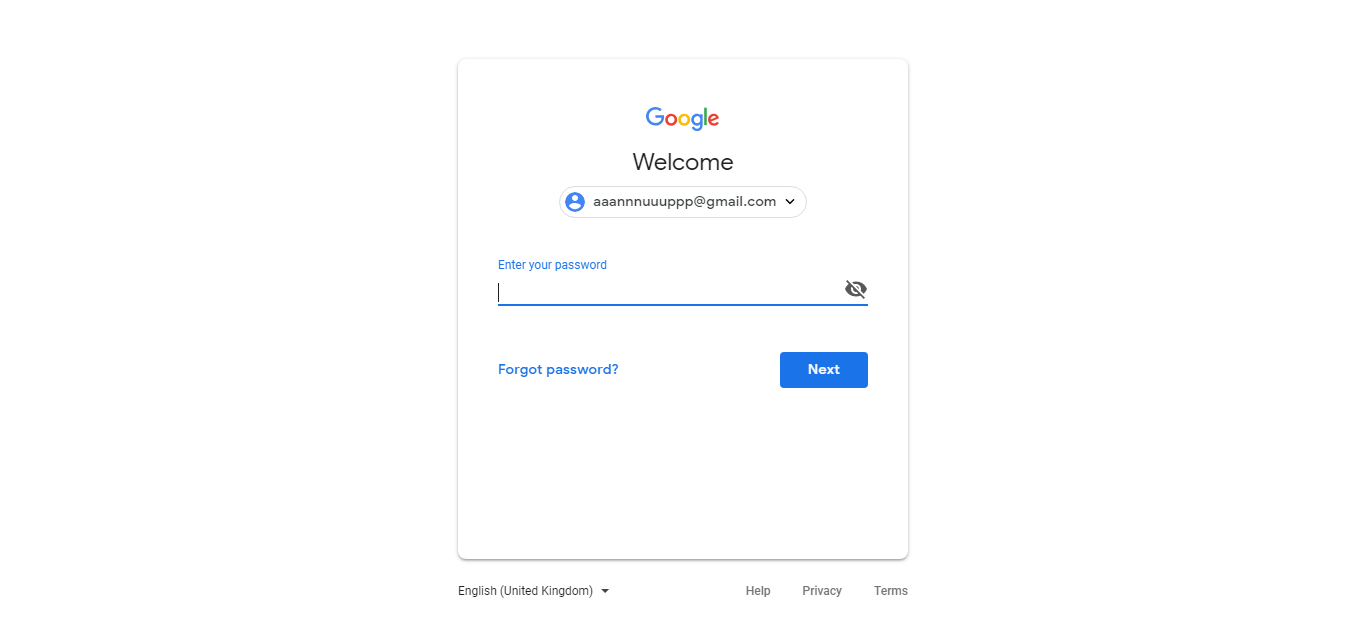 Google
Welcome
aaannnuuuppp@gmail.com
Enter your password
Forgot password?
Next
English (United Kingdom)
Help
Privacy
Terms